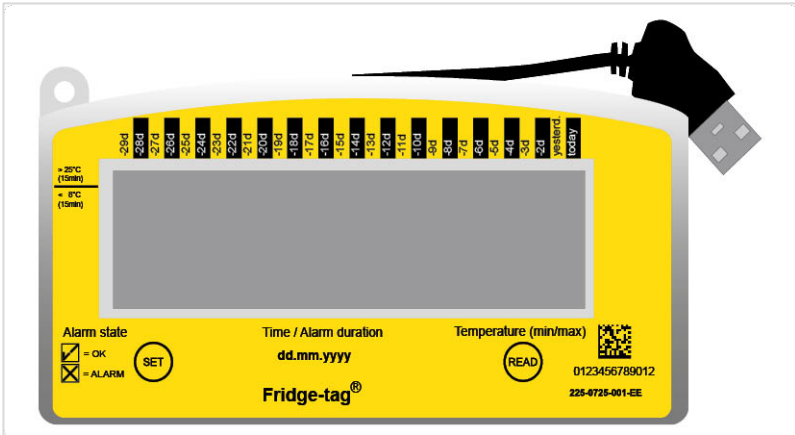 -29d -28d -27d -26d -25d -24d -23d -22d -21d -20d -19d -18d -17d -16d -15d -14d -13d -12d -11d -10d -9d -8d -7d -6d -5d -4d -3d -2d yesterd. today
> 25°C
(15min)
< 8°C
(15min)
Alarm state
= OK
= ALARM
SET
Time / Alarm duration
dd.mm.yyyy
Fridge-tag®
Temperature (min/max)
READ
0123456789012
225-0725-001-EE